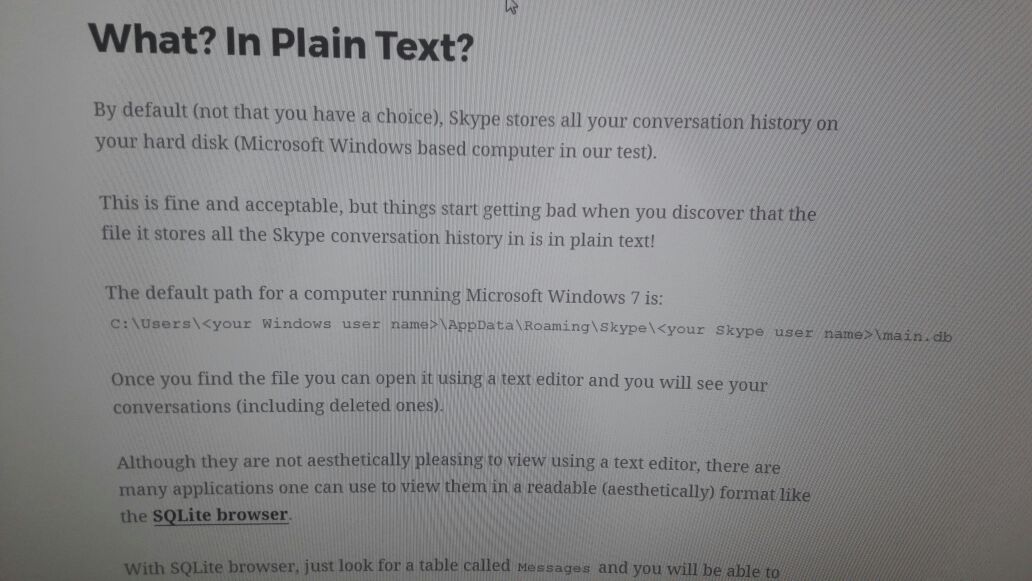 What? In Plain Text?
By default (not that you have a choice), Skype stores all your conversation history on
your hard disk (Microsoft Windows based computer in our test).
This is fine and acceptable, but things start getting bad when you discover that the
file it stores all the Skype conversation history in is in plain text!
The default path for a computer running Microsoft Windows 7 is:
C:\Users\<your Windows user name>\AppData\Roaming\Skype\<your Skype user name>\main.db
Once you find the file you can open it using a text editor and you will see your
conversations (including deleted ones).
Although they are not aesthetically pleasing to view using a text editor, there are
many applications one can use to view them in a readable (aesthetically) format like
the SQLite browser.
With SQLite browser, just look for a table called Messages and you will be able to